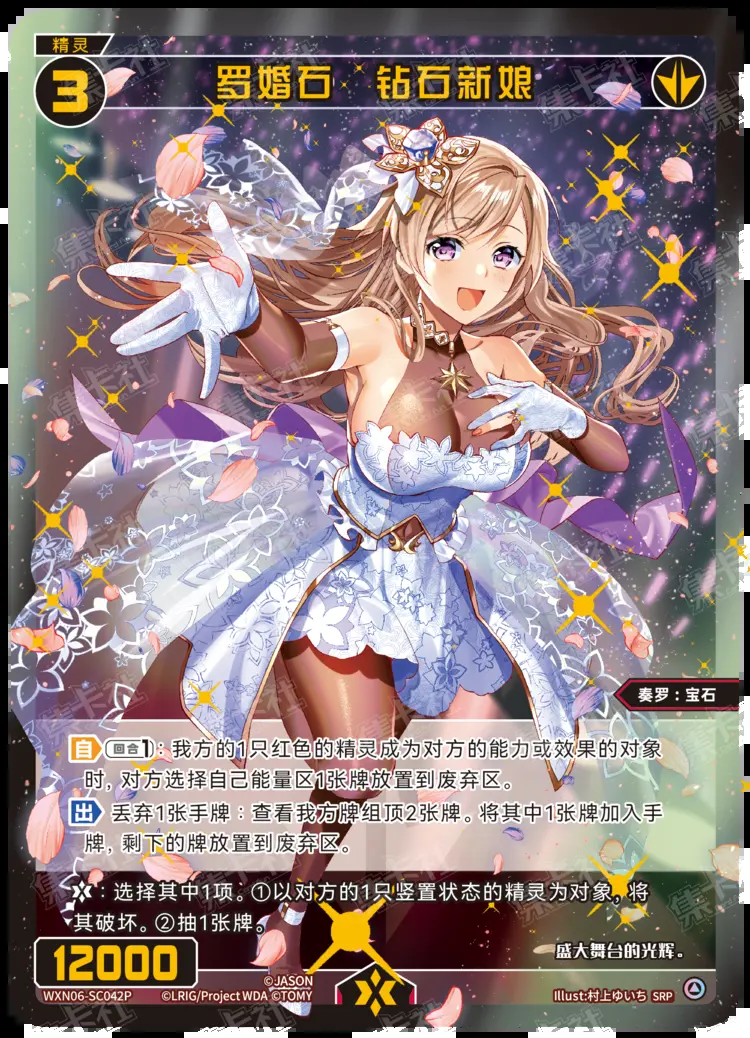 精灵
3
罗婚石 钻石新娘
奏罗：宝石
自 回合1：我方的1只红色的精灵成为对方的能力或效果的对象
时, 对方选择自己能量区1张牌放置到废弃区。
出 丢弃1张手牌：查看我方牌组顶2张牌。将其中1张牌加入手
牌, 剩下的牌放置到废弃区。
：选择其中1项。①以对方的1只竖置状态的精灵为对象, 将
其破坏。②抽1张牌。
12000
盛大舞台的光辉。
©JASON
WXN06-SC042P ©LRIG/Project WDA ©TOMY
Illust:村上ゆいち SRP
集卡社